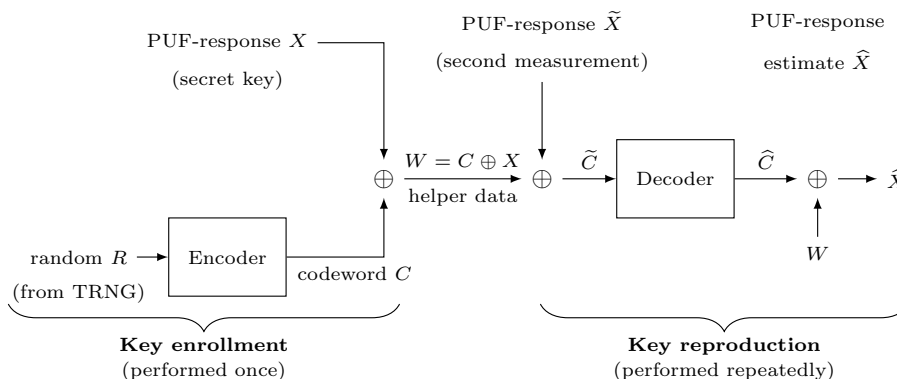 PUF-response X
(secret key)
PUF-response X̃
(second measurement)
PUF-response
estimate X̂
W = C ⊕ X
helper data
⊕
⊕
C̃
Decoder
Ĉ
⊕
X̂
W
random R
(from TRNG)
Encoder
codeword C
Key enrollment
(performed once)
Key reproduction
(performed repeatedly)